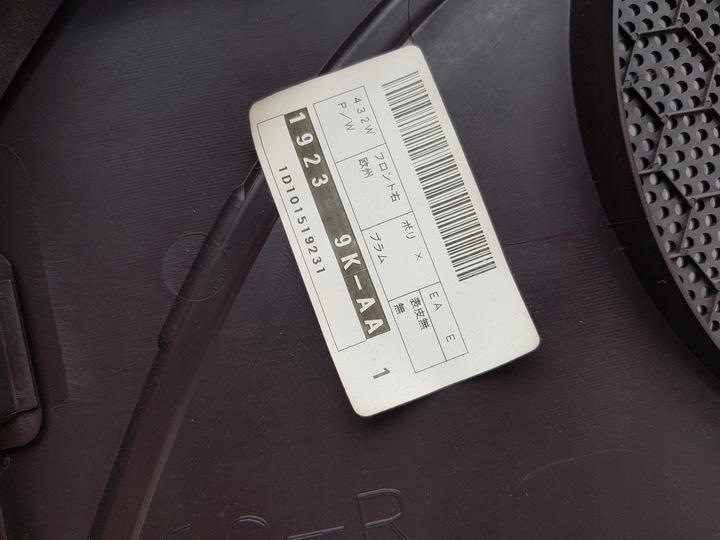 432W フロント右 ポリ × EA E
P/W 欧州 プラム 表皮無
無
1923 9K-AA 1
1D101519231
-R